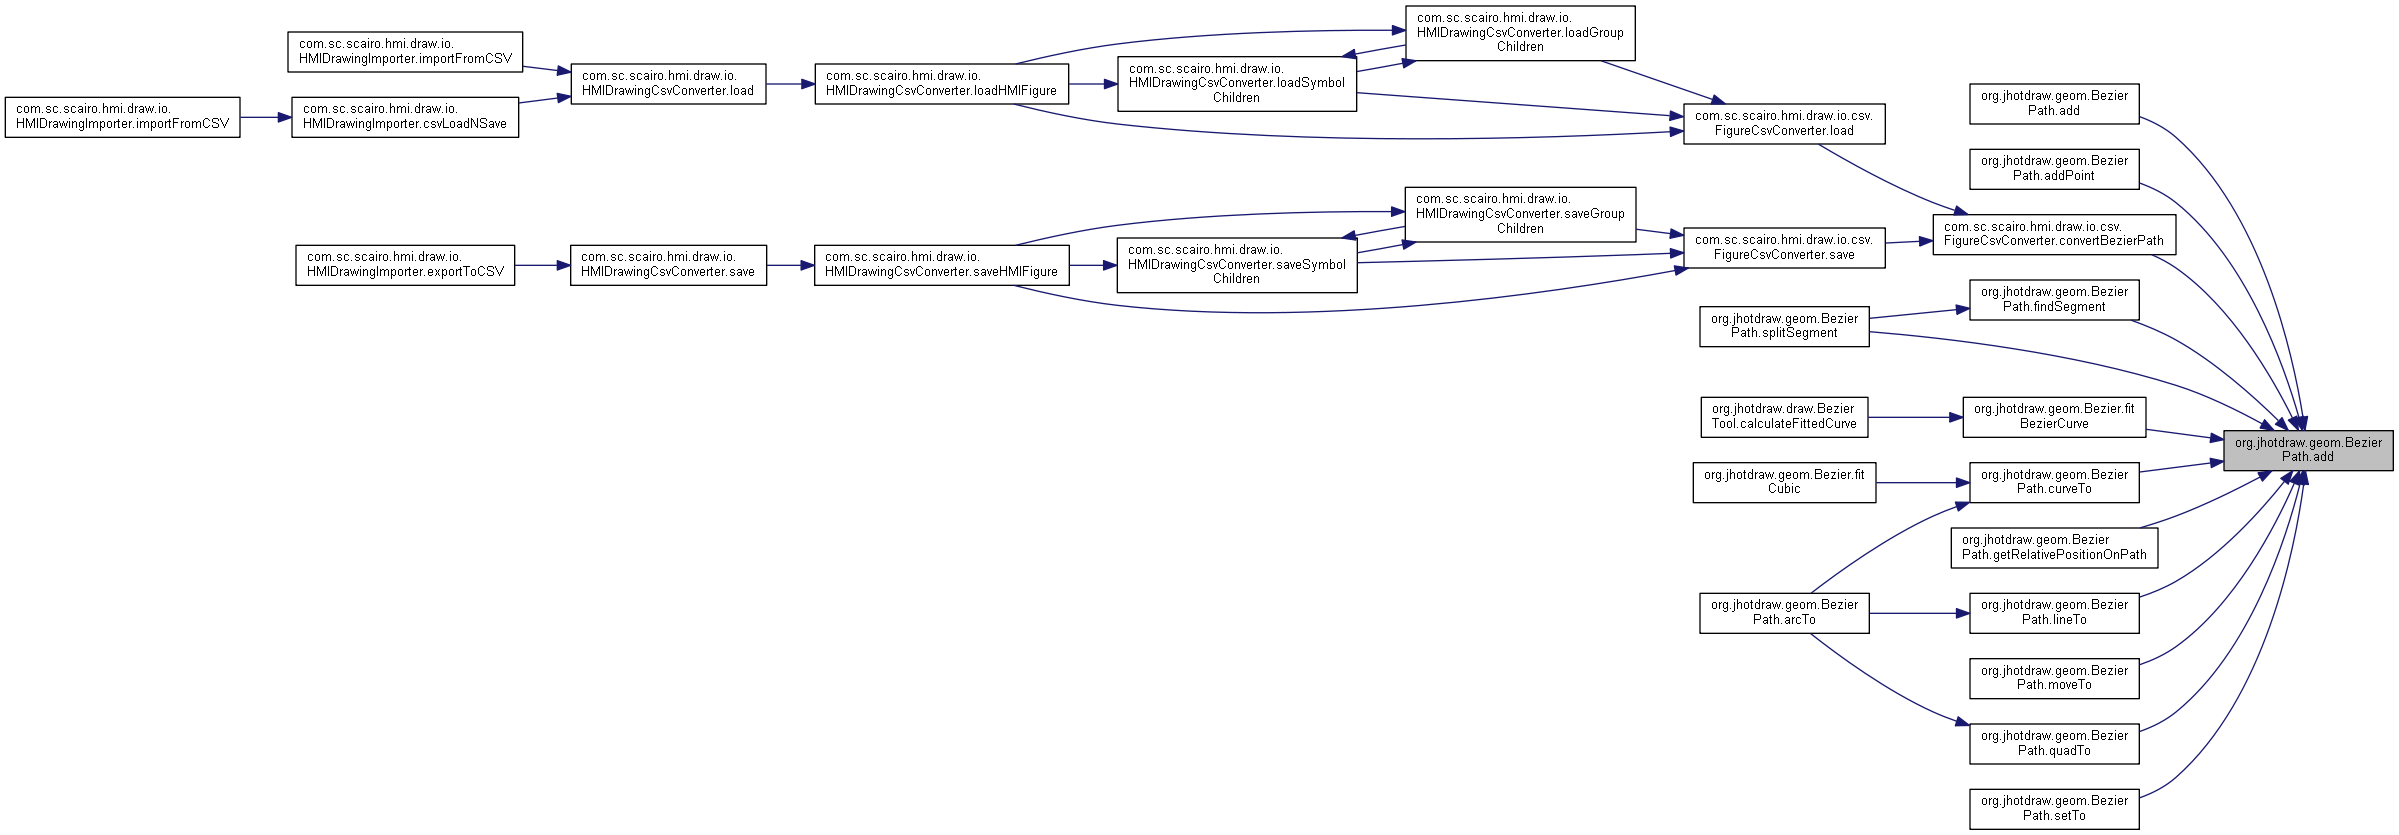 com.sc.scairo.hmi.draw.io.
HMIDrawingImporter.importFromCSV
com.sc.scairo.hmi.draw.io.
HMIDrawingImporter.importFromCSV
com.sc.scairo.hmi.draw.io.
HMIDrawingImporter.csvLoadNSave
com.sc.scairo.hmi.draw.io.
HMIDrawingCsvConverter.load
com.sc.scairo.hmi.draw.io.
HMIDrawingCsvConverter.loadHMIFigure
com.sc.scairo.hmi.draw.io.
HMIDrawingCsvConverter.loadSymbol
Children
com.sc.scairo.hmi.draw.io.
HMIDrawingCsvConverter.loadGroup
Children
com.sc.scairo.hmi.draw.io.csv.
FigureCsvConverter.load
com.sc.scairo.hmi.draw.io.
HMIDrawingImporter.exportToCSV
com.sc.scairo.hmi.draw.io.
HMIDrawingCsvConverter.save
com.sc.scairo.hmi.draw.io.
HMIDrawingCsvConverter.saveHMIFigure
com.sc.scairo.hmi.draw.io.
HMIDrawingCsvConverter.saveSymbol
Children
com.sc.scairo.hmi.draw.io.
HMIDrawingCsvConverter.saveGroup
Children
com.sc.scairo.hmi.draw.io.csv.
FigureCsvConverter.save
org.jhotdraw.geom.Bezier
Path.add
org.jhotdraw.geom.Bezier
Path.addPoint
com.sc.scairo.hmi.draw.io.csv.
FigureCsvConverter.convertBezierPath
org.jhotdraw.geom.Bezier
Path.findSegment
org.jhotdraw.geom.Bezier
Path.splitSegment
org.jhotdraw.draw.Bezier
Tool.calculateFittedCurve
org.jhotdraw.geom.Bezier.fit
BezierCurve
org.jhotdraw.geom.Bezier
Path.add
org.jhotdraw.geom.Bezier.fit
Cubic
org.jhotdraw.geom.Bezier
Path.curveTo
org.jhotdraw.geom.Bezier
Path.getRelativePositionOnPath
org.jhotdraw.geom.Bezier
Path.arcTo
org.jhotdraw.geom.Bezier
Path.lineTo
org.jhotdraw.geom.Bezier
Path.moveTo
org.jhotdraw.geom.Bezier
Path.quadTo
org.jhotdraw.geom.Bezier
Path.setTo